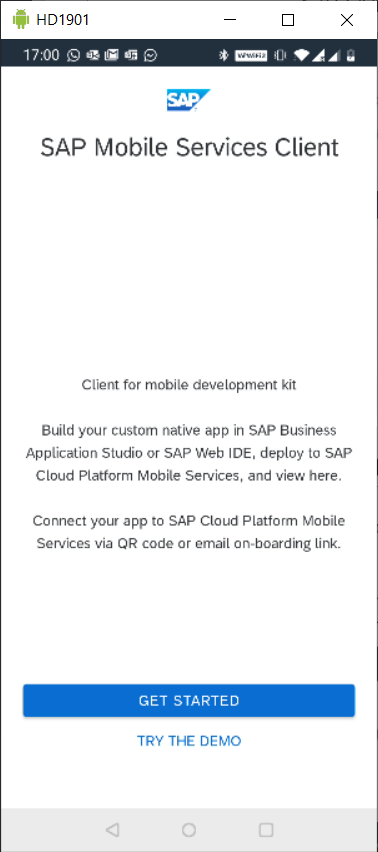 HD1901
17:00
SAP
SAP Mobile Services Client
Client for mobile development kit
Build your custom native app in SAP Business
Application Studio or SAP Web IDE, deploy to SAP
Cloud Platform Mobile Services, and view here.
Connect your app to SAP Cloud Platform Mobile
Services via QR code or email on-boarding link.
GET STARTED
TRY THE DEMO